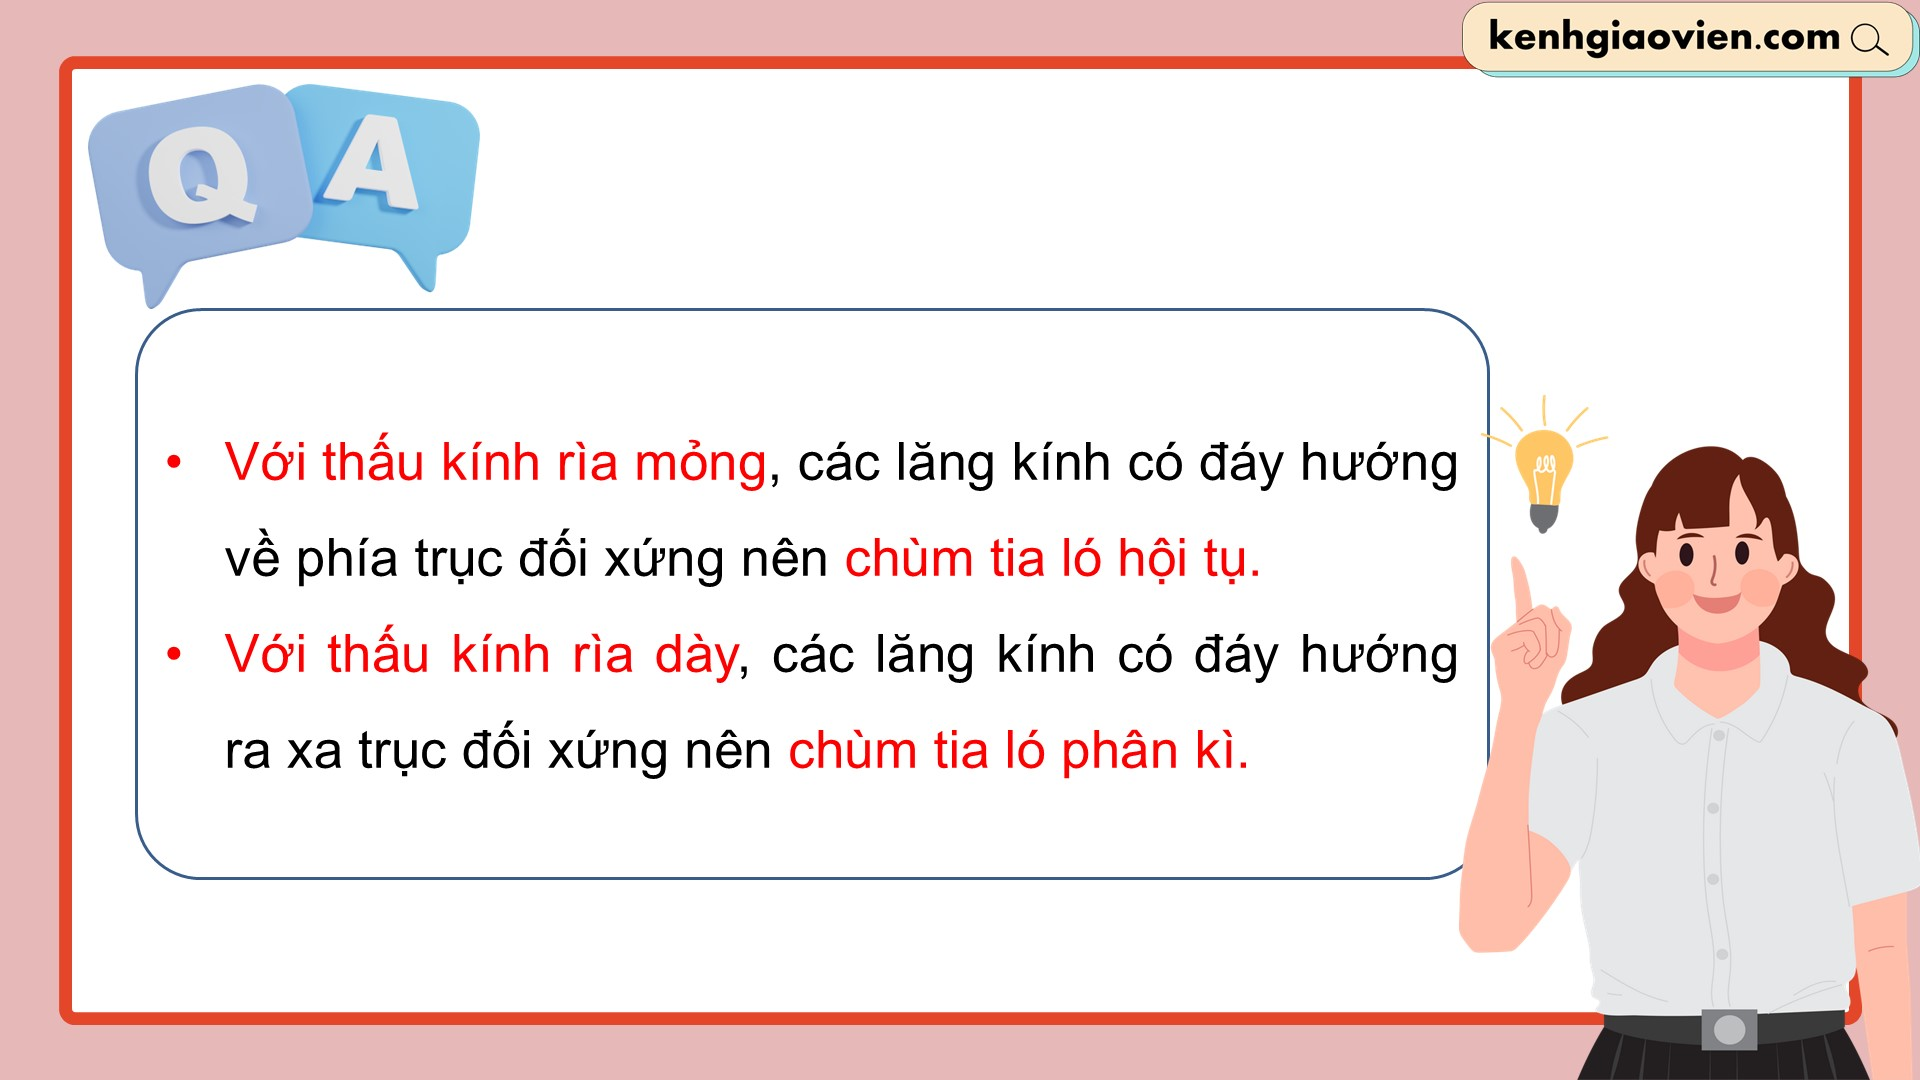 kenhgiaovien.com
Q A
• Với thấu kính rìa mỏng, các lăng kính có đáy hướng
về phía trục đối xứng nên chùm tia ló hội tụ.
• Với thấu kính rìa dày, các lăng kính có đáy hướng
ra xa trục đối xứng nên chùm tia ló phân kì.